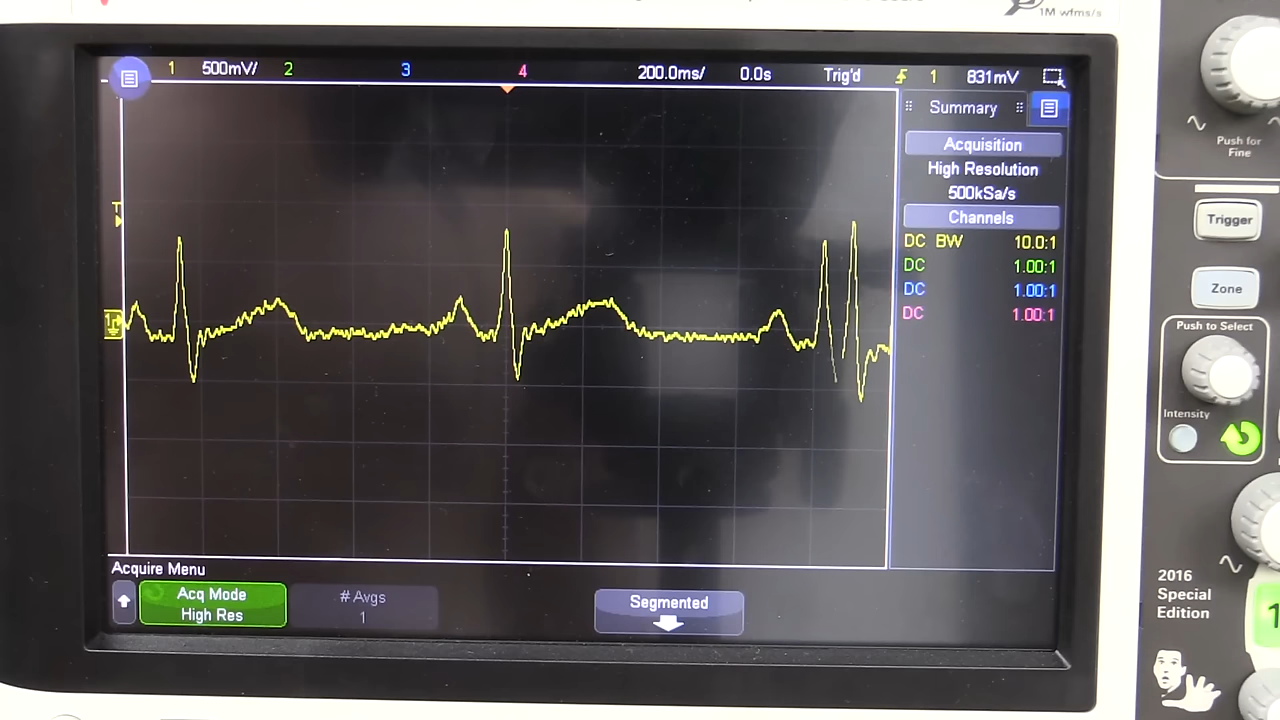 1M wfms/s
1 500mV/ 2 3 4 200.0ms/ 0.0s Trig'd 1 831mV
Summary
Acquisition
High Resolution
500kSa/s
Channels
DC BW 10.0:1
DC 1.00:1
DC 1.00:1
DC 1.00:1
T
1
Acquire Menu
Acq Mode
High Res
# Avgs
1
Segmented
Push for
Fine
Trigger
Zone
Push to Select
Intensity
2016
Special
Edition
1